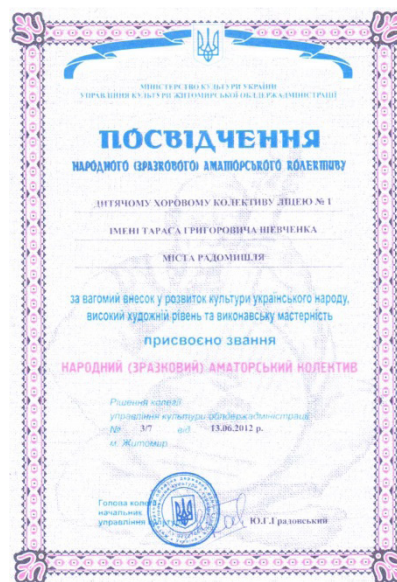 МІНІСТЕРСТВО КУЛЬТУРИ УКРАЇНИ
УПРАВЛІННЯ КУЛЬТУРИ ЖИТОМИРСЬКОЇ ОБЛДЕРЖАДМІНІСТРАЦІЇ
ПОСВІДЧЕННЯ
НАРОДНОГО (ЗРАЗКОВОГО) АМАТОРСЬКОГО КОЛЕКТИВУ
ДИТЯЧОМУ ХОРОВОМУ КОЛЕКТИВУ ЛІЦЕЮ № 1
ІМЕНІ ТАРАСА ГРИГОРОВИЧА ШЕВЧЕНКА
МІСТА РАДОМИШЛЯ
за вагомий внесок у розвиток культури українського народу,
високий художній рівень та виконавську мастерність
присвоєно звання
НАРОДНИЙ (ЗРАЗКОВИЙ) АМАТОРСЬКИЙ КОЛЕКТИВ
Рішення колегії
управління культури облдержадміністрації
№ 3/7 від 13.06.2012 р.
м. Житомир
Голова колегії
начальник
управління культури Ю.Г.Градовський